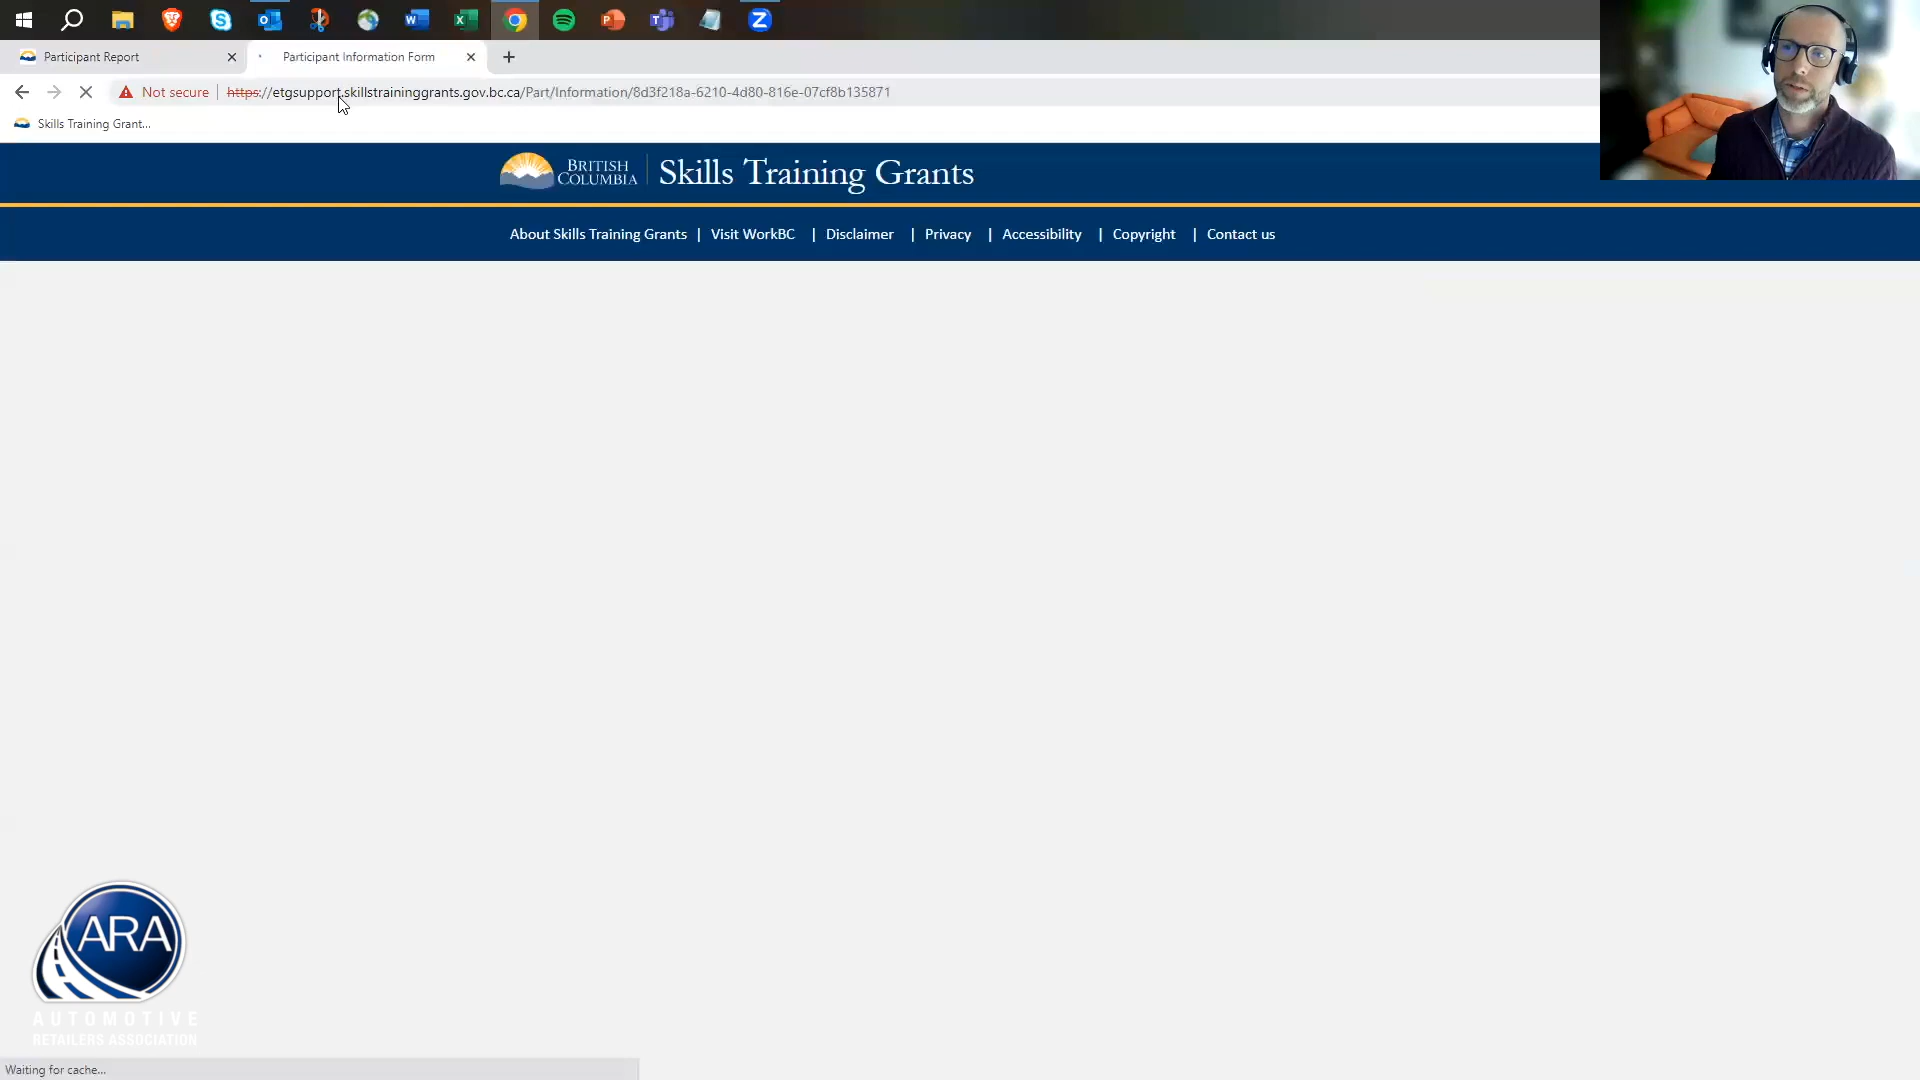 Participant Report
Participant Information Form
Not secure
https://etgsupport.skillstraininggrants.gov.bc.ca/Part/Information/8d3f218a-6210-4d80-816e-07cf8b135871
Skills Training Grant...
BRITISH
COLUMBIA
Skills Training Grants
About Skills Training Grants | Visit WorkBC | Disclaimer | Privacy | Accessibility | Copyright | Contact us
ARA
AUTOMOTIVE
RETAILERS ASSOCIATION
Waiting for cache...